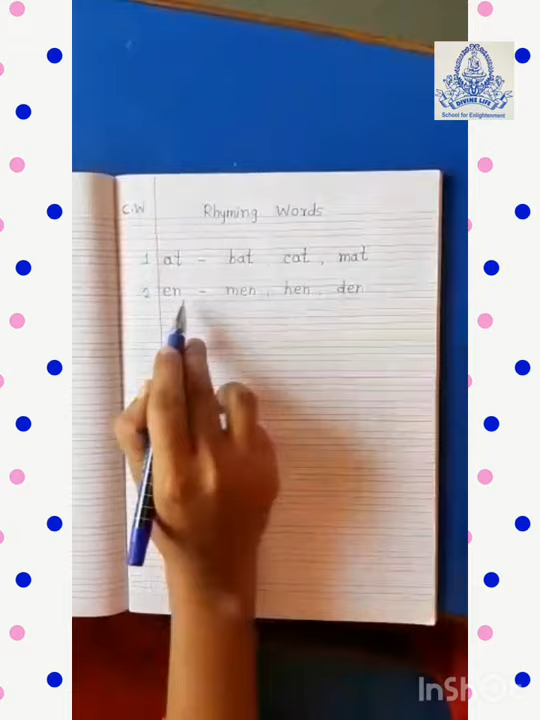 DIVINE LIFE
School for Enlightenment
C.W
Rhyming Words
1 at - bat cat, mat
2 en - men, hen, den
InShOt